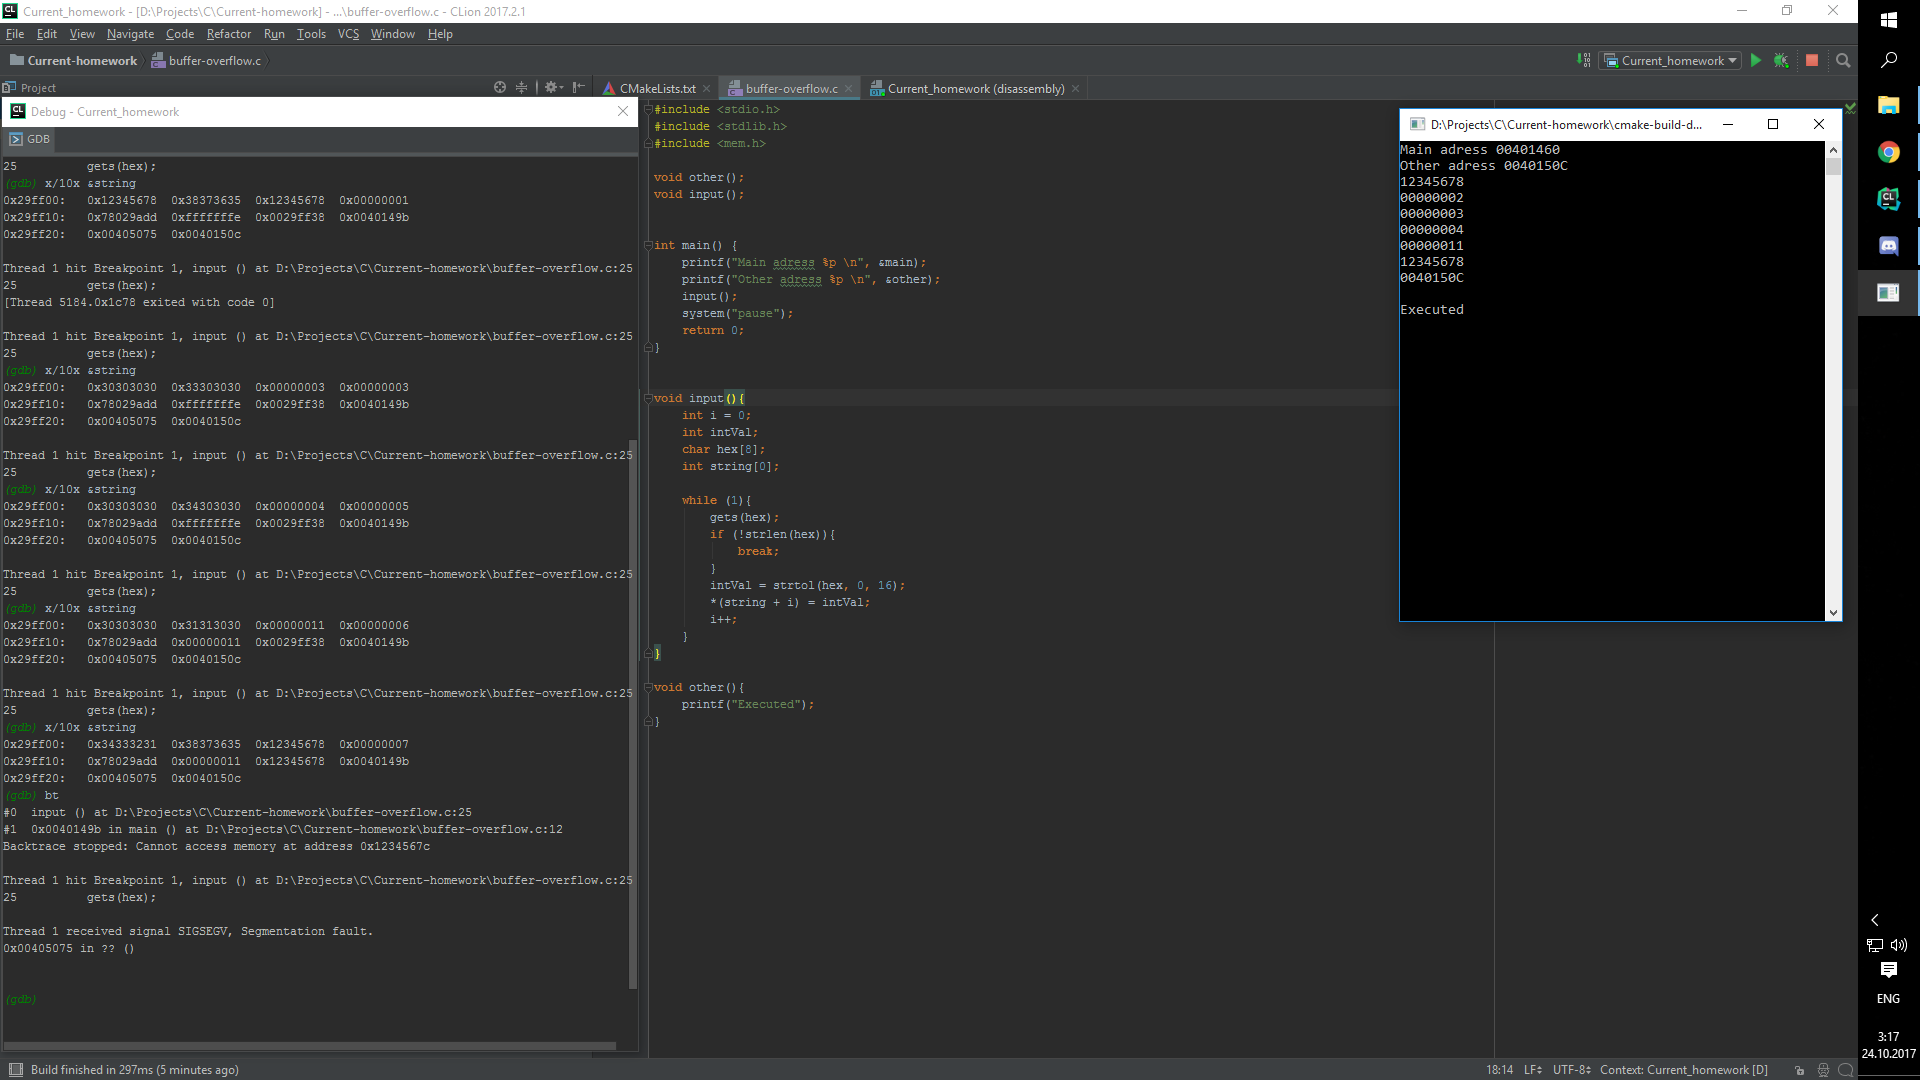 Current_homework - [D:\Projects\C\Current-homework] - ...\buffer-overflow.c - CLion 2017.2.1
File Edit View Navigate Code Refactor Run Tools VCS Window Help
Current-homework buffer-overflow.c
Current_homework
Project
CMakeLists.txt buffer-overflow.c Current_homework (disassembly)
Debug - Current_homework
GDB
25 gets(hex);
(gdb) x/10x &string
0x29ff00: 0x12345678 0x38373635 0x12345678 0x00000001
0x29ff10: 0x78029add 0xfffffffe 0x0029ff38 0x0040149b
0x29ff20: 0x00405075 0x0040150c
Thread 1 hit Breakpoint 1, input () at D:\Projects\C\Current-homework\buffer-overflow.c:25
25 gets(hex);
[Thread 5184.0x1c78 exited with code 0]
Thread 1 hit Breakpoint 1, input () at D:\Projects\C\Current-homework\buffer-overflow.c:25
25 gets(hex);
(gdb) x/10x &string
0x29ff00: 0x30303030 0x33303030 0x00000003 0x00000003
0x29ff10: 0x78029add 0xfffffffe 0x0029ff38 0x0040149b
0x29ff20: 0x00405075 0x0040150c
Thread 1 hit Breakpoint 1, input () at D:\Projects\C\Current-homework\buffer-overflow.c:25
25 gets(hex);
(gdb) x/10x &string
0x29ff00: 0x30303030 0x34303030 0x00000004 0x00000005
0x29ff10: 0x78029add 0xfffffffe 0x0029ff38 0x0040149b
0x29ff20: 0x00405075 0x0040150c
Thread 1 hit Breakpoint 1, input () at D:\Projects\C\Current-homework\buffer-overflow.c:25
25 gets(hex);
(gdb) x/10x &string
0x29ff00: 0x30303030 0x31313030 0x00000011 0x00000006
0x29ff10: 0x78029add 0x00000011 0x0029ff38 0x0040149b
0x29ff20: 0x00405075 0x0040150c
Thread 1 hit Breakpoint 1, input () at D:\Projects\C\Current-homework\buffer-overflow.c:25
25 gets(hex);
(gdb) x/10x &string
0x29ff00: 0x34333231 0x38373635 0x12345678 0x00000007
0x29ff10: 0x78029add 0x00000011 0x12345678 0x0040149b
0x29ff20: 0x00405075 0x0040150c
(gdb) bt
#0 input () at D:\Projects\C\Current-homework\buffer-overflow.c:25
#1 0x0040149b in main () at D:\Projects\C\Current-homework\buffer-overflow.c:12
Backtrace stopped: Cannot access memory at address 0x1234567c
Thread 1 hit Breakpoint 1, input () at D:\Projects\C\Current-homework\buffer-overflow.c:25
25 gets(hex);
Thread 1 received signal SIGSEGV, Segmentation fault.
0x00405075 in ?? ()
(gdb)
#include <stdio.h>
#include <stdlib.h>
#include <mem.h>
void other();
void input();
int main() {
printf("Main adress %p \n", &main);
printf("Other adress %p \n", &other);
input();
system("pause");
return 0;
}
void input(){
int i = 0;
int intVal;
char hex[8];
int string[0];
while (1){
gets(hex);
if (!strlen(hex)){
break;
}
intVal = strtol(hex, 0, 16);
*(string + i) = intVal;
i++;
}
}
void other(){
printf("Executed");
}
D:\Projects\C\Current-homework\cmake-build-d...
Main adress 00401460
Other adress 0040150C
12345678
00000002
00000003
00000004
00000011
12345678
0040150C
Executed
ENG
3:17
24.10.2017
Build finished in 297ms (5 minutes ago)
18:14 LF UTF-8 Context: Current_homework [D]